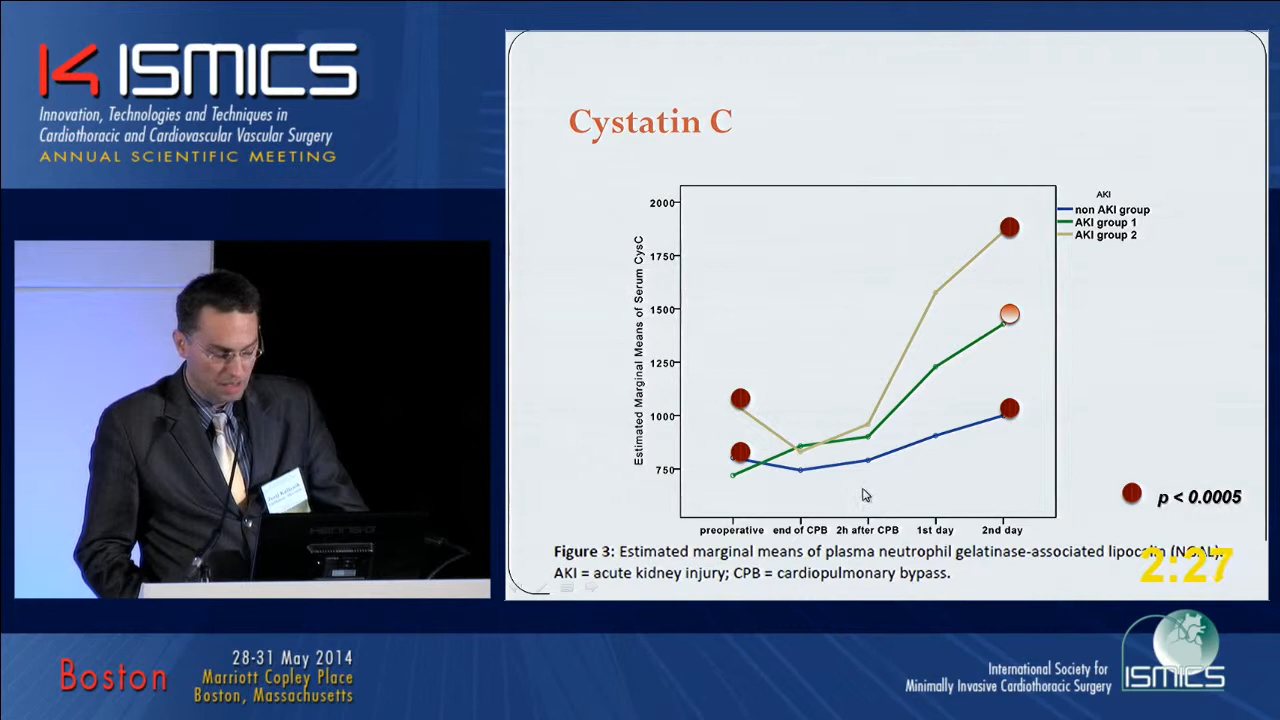 14 ISMICS
Innovation, Technologies and Techniques in
Cardiothoracic and Cardiovascular Vascular Surgery
ANNUAL SCIENTIFIC MEETING
Cystatin C
Estimated Marginal Means of Serum CysC
2000
1750
1500
1250
1000
750
preoperative
end of CPB
2h after CPB
1st day
2nd day
AKI
non AKI group
AKI group 1
AKI group 2
p < 0.0005
Figure 3: Estimated marginal means of plasma neutrophil gelatinase-associated lipocalin (NGAL).
AKI = acute kidney injury; CPB = cardiopulmonary bypass.
2:27
Boston
28-31 May 2014
Marriott Copley Place
Boston, Massachusetts
International Society for
Minimally Invasive Cardiothoracic Surgery
ISMICS